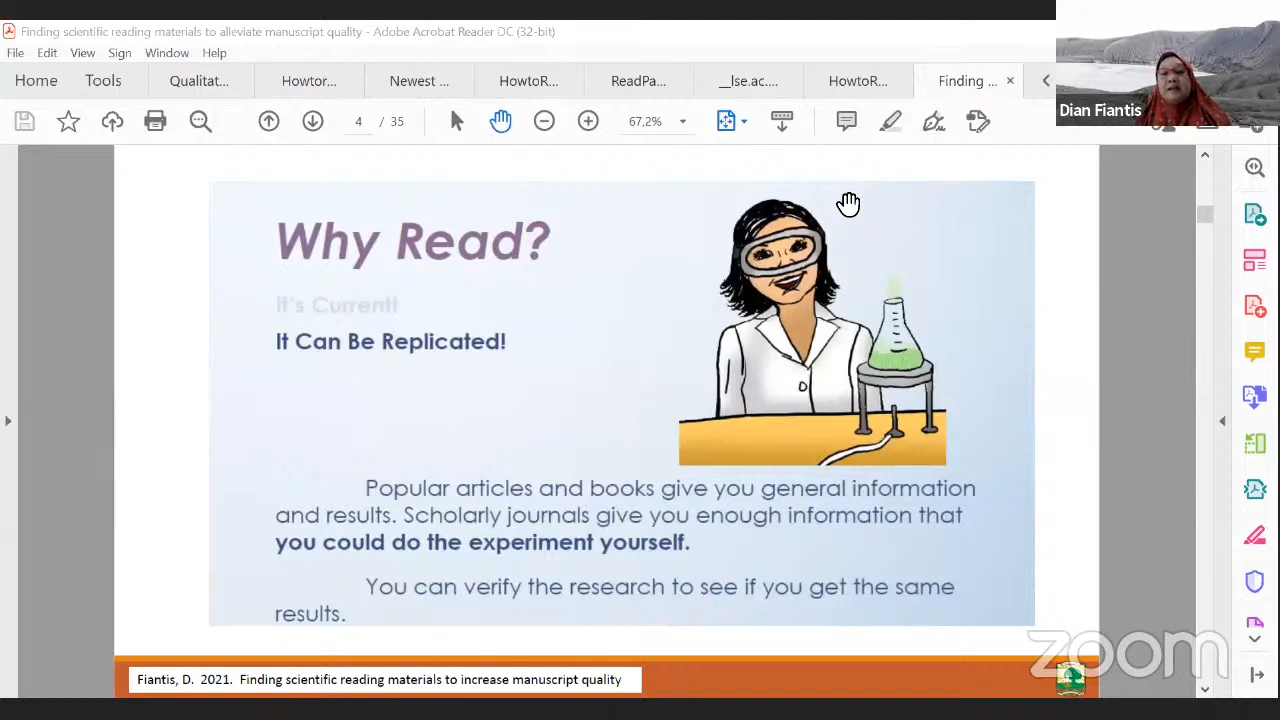 Finding scientific reading materials to alleviate manuscript quality - Adobe Acrobat Reader DC (32-bit)
File Edit View Sign Window Help
Home Tools Qualitat... Howtor... Newest ... HowtoR... ReadPa... __lse.ac.... HowtoR... Finding ...
4 / 35 67,2%
Dian Fiantis
Why Read?
It's Current!
It Can Be Replicated!
Popular articles and books give you general information
and results. Scholarly journals give you enough information that
you could do the experiment yourself.
You can verify the research to see if you get the same
results.
zoom
Fiantis, D. 2021. Finding scientific reading materials to increase manuscript quality